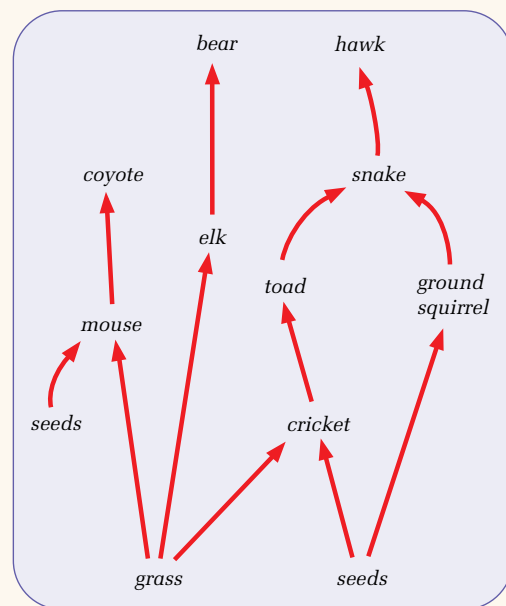 bear
hawk
coyote
snake
elk
toad
ground
squirrel
mouse
seeds
cricket
grass
seeds